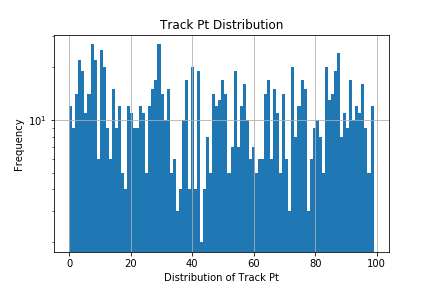 Track Pt Distribution
Frequency
10¹
0 20 40 60 80 100
Distribution of Track Pt